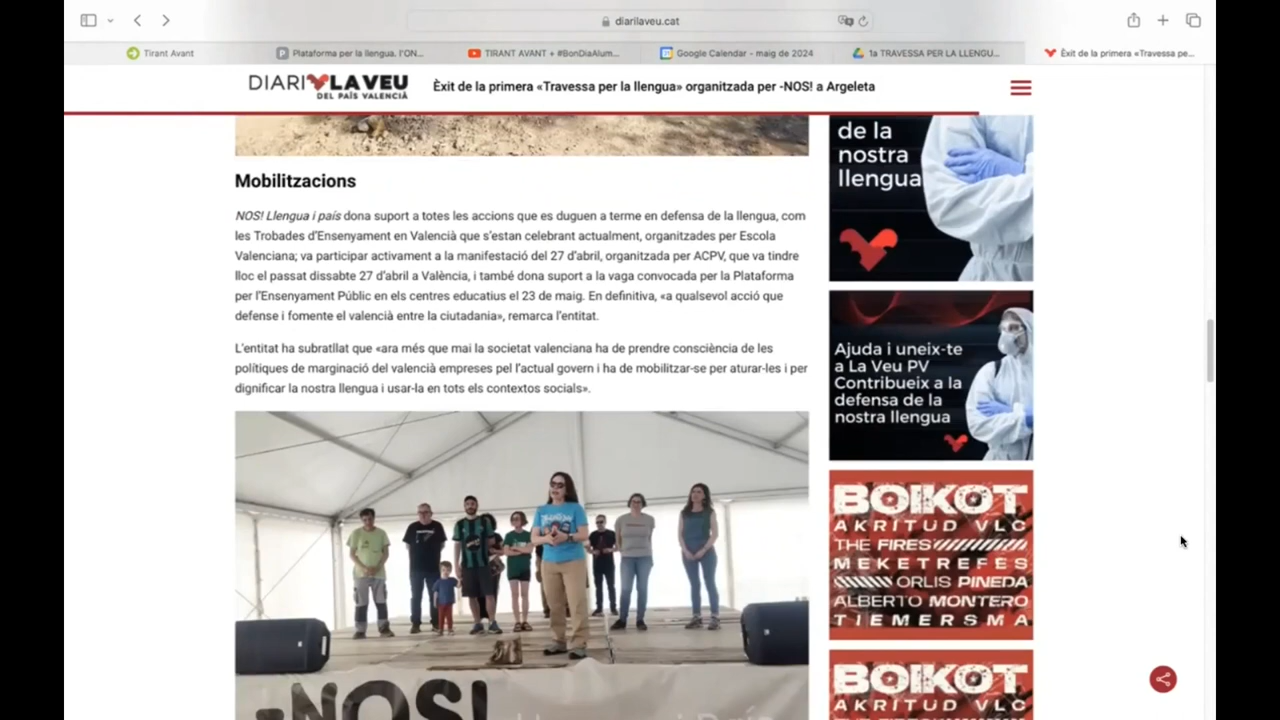 diarilaveu.cat
Tirant Avant
Plataforma per la llengua. l'ON...
TIRANT AVANT + #BonDiaAlum...
Google Calendar - maig de 2024
1a TRAVESSA PER LA LLENGU...
Èxit de la primera «Travessa pe...
DIARI LA VEU
DEL PAÍS VALENCIÀ
Èxit de la primera «Travessa per la llengua» organitzada per -NOS! a Argeleta
Mobilitzacions
NOS! Llengua i país dona suport a totes les accions que es duguen a terme en defensa de la llengua, com
les Trobades d'Ensenyament en Valencià que s'estan celebrant actualment, organitzades per Escola
Valenciana; va participar activament a la manifestació del 27 d'abril, organitzada per ACPV, que va tindre
lloc el passat dissabte 27 d'abril a València, i també dona suport a la vaga convocada per la Plataforma
per l'Ensenyament Públic en els centres educatius el 23 de maig. En definitiva, «a qualsevol acció que
defense i fomente el valencià entre la ciutadania», remarca l'entitat.
L'entitat ha subratllat que «ara més que mai la societat valenciana ha de prendre consciència de les
polítiques de marginació del valencià empreses pel l'actual govern i ha de mobilitzar-se per aturar-les i per
dignificar la nostra llengua i usar-la en tots els contextos socials».
-NOS!
de la
nostra
llengua
Ajuda i uneix-te
a La Veu PV
Contribueix a la
defensa de la
nostra llengua
BOIKOT
AKRITUD VLC
THE FIRES
MEKETREFES
ORLIS PINEDA
ALBERTO MONTERO
TIEMERSMA
BOIKOT
AKRITUD VLC